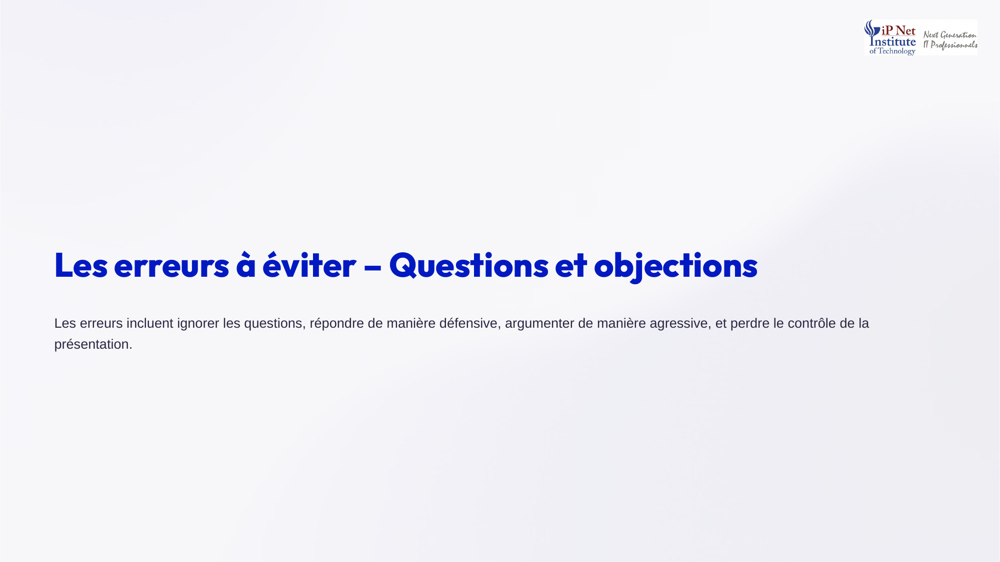 iP Net
Institute
of Technology
Next Generation
IT Professionnels
Les erreurs à éviter – Questions et objections
Les erreurs incluent ignorer les questions, répondre de manière défensive, argumenter de manière agressive, et perdre le contrôle de la
présentation.